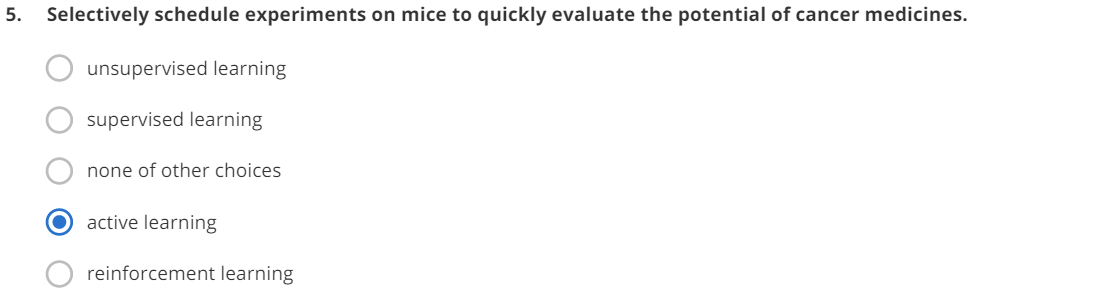 5. Selectively schedule experiments on mice to quickly evaluate the potential of cancer medicines.
unsupervised learning
supervised learning
none of other choices
active learning
reinforcement learning